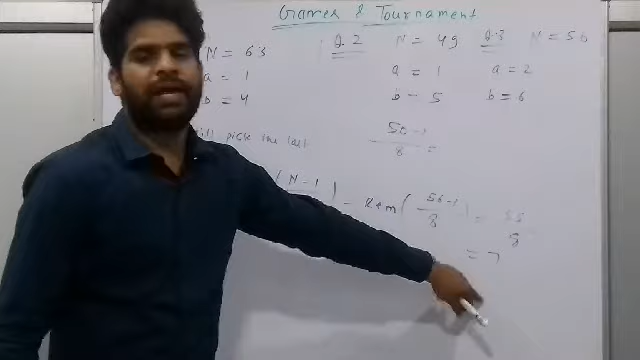 Games & Tournament
N = 63 Q.2 N = 49 Q.3 N = 56
a = 1 a = 1 a = 2
b = 4 b - 5 b = 6
pick the last
56-1
8 =
( N-1 ) - Rem( 56-1 / 8 ) = 55 / 8
= 7